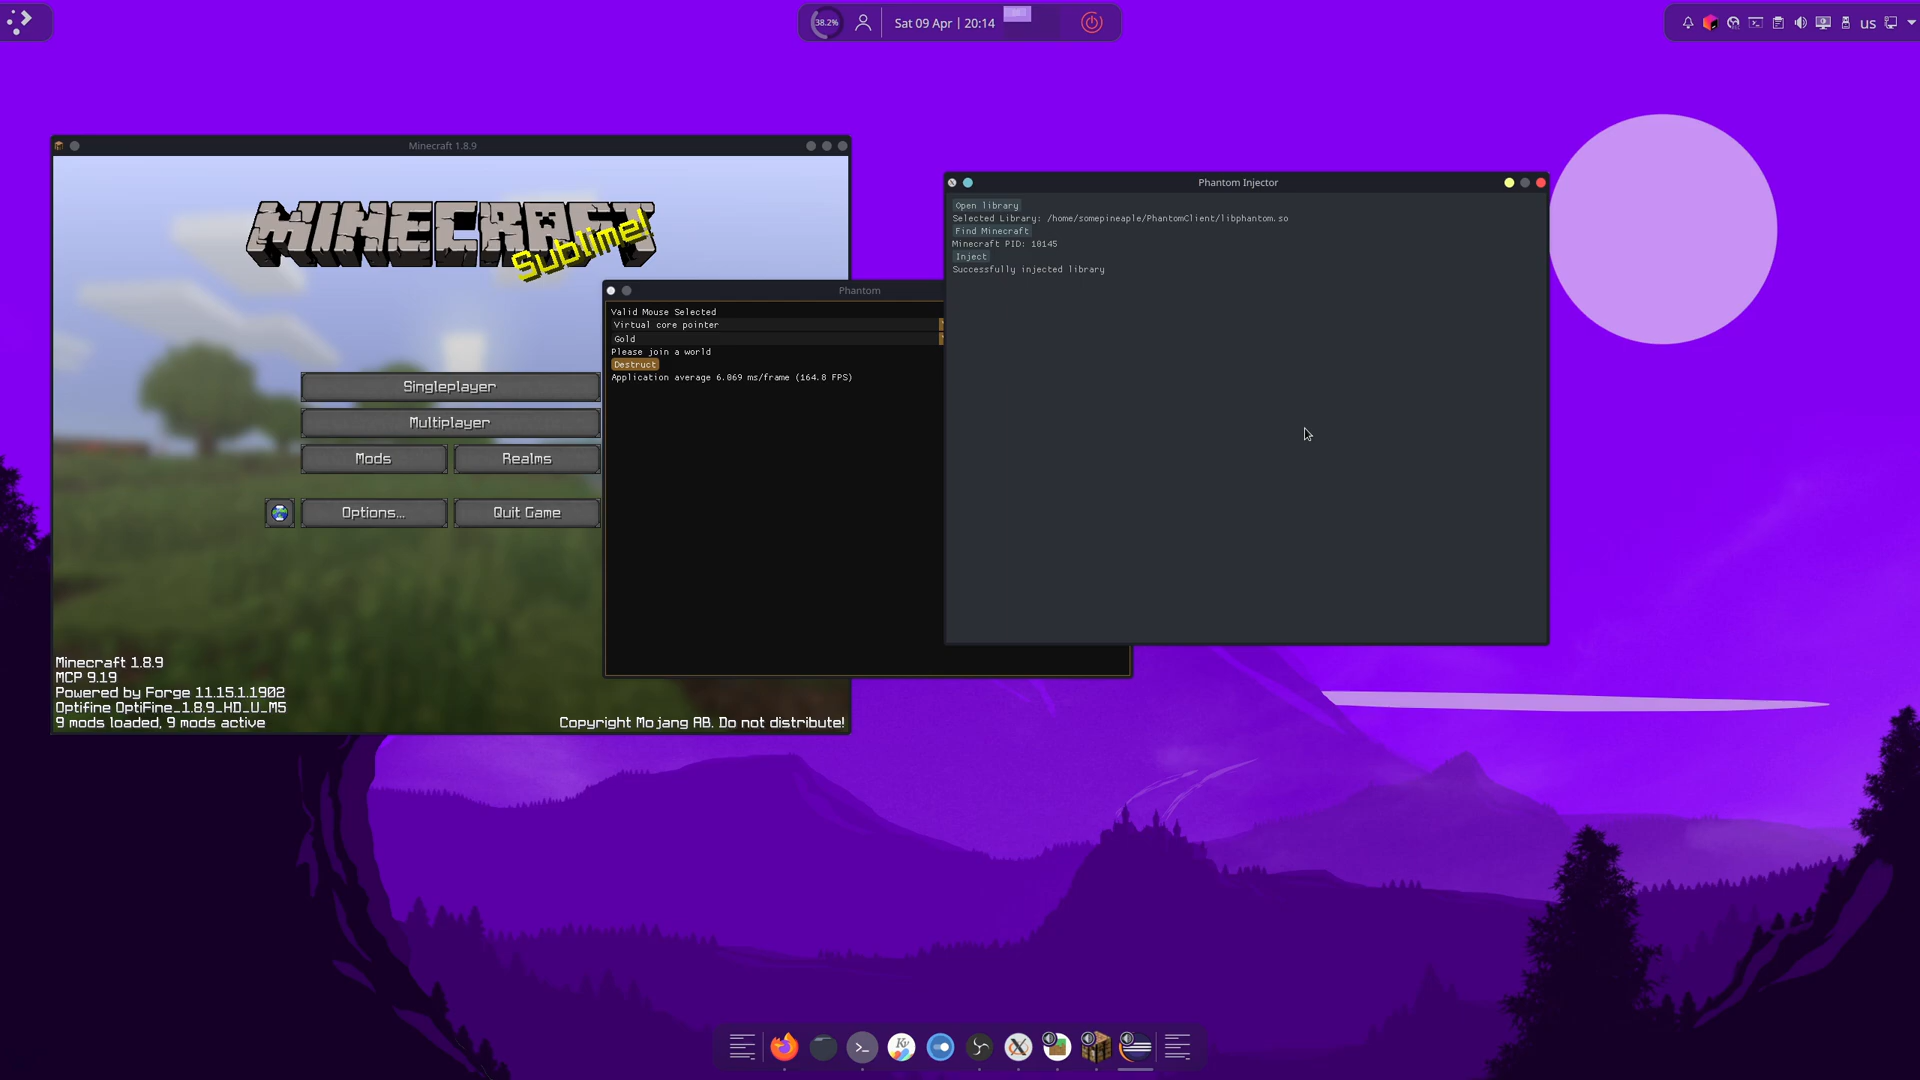 38.2%
Sat 09 Apr | 20:14
us
Minecraft 1.8.9
MINECRAFT
Sublime!
Singleplayer
Multiplayer
Mods
Realms
Options...
Quit Game
Minecraft 1.8.9
MCP 9.19
Powered by Forge 11.15.1.1902
Optifine OptiFine_1.8.9_HD_U_M5
9 mods loaded, 9 mods active
Copyright Mojang AB. Do not distribute!
Phantom
Valid Mouse Selected
Virtual core pointer
Gold
Please join a world
Destruct
Application average 6.069 ms/frame (164.8 FPS)
Phantom Injector
Open library
Selected Library: /home/somepineaple/PhantomClient/libphantom.so
Find Minecraft
Minecraft PID: 10145
Inject
Successfully injected library
Kv